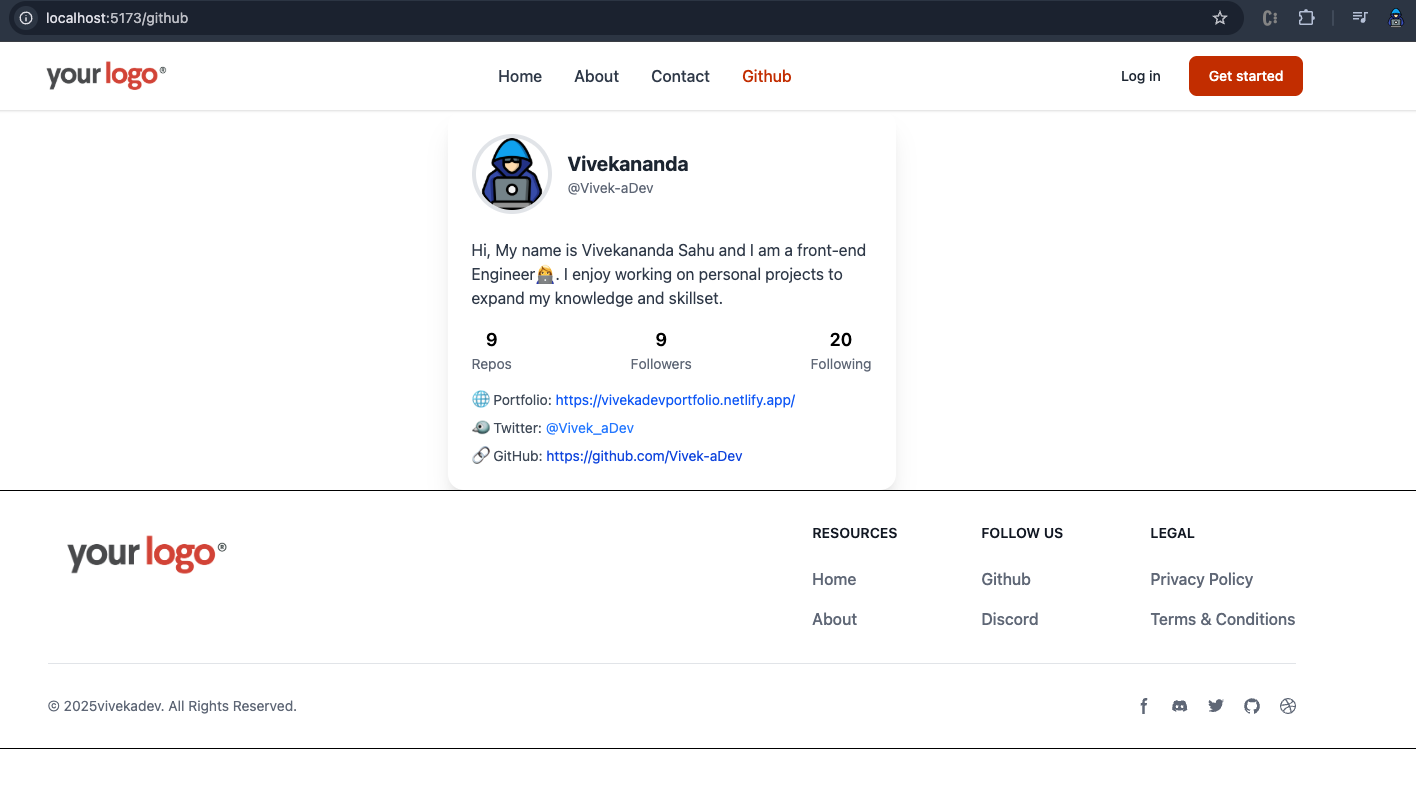 localhost:5173/github
your logo®
Home About Contact Github Log in Get started
Vivekananda
@Vivek-aDev
Hi, My name is Vivekananda Sahu and I am a front-end
Engineer🧑‍💻. I enjoy working on personal projects to
expand my knowledge and skillset.
9 9 20
Repos Followers Following
🌐 Portfolio: https://vivekadevportfolio.netlify.app/
🐦 Twitter: @Vivek_aDev
🔗 GitHub: https://github.com/Vivek-aDev
your logo®
RESOURCES FOLLOW US LEGAL
Home Github Privacy Policy
About Discord Terms & Conditions
© 2025vivekadev. All Rights Reserved.